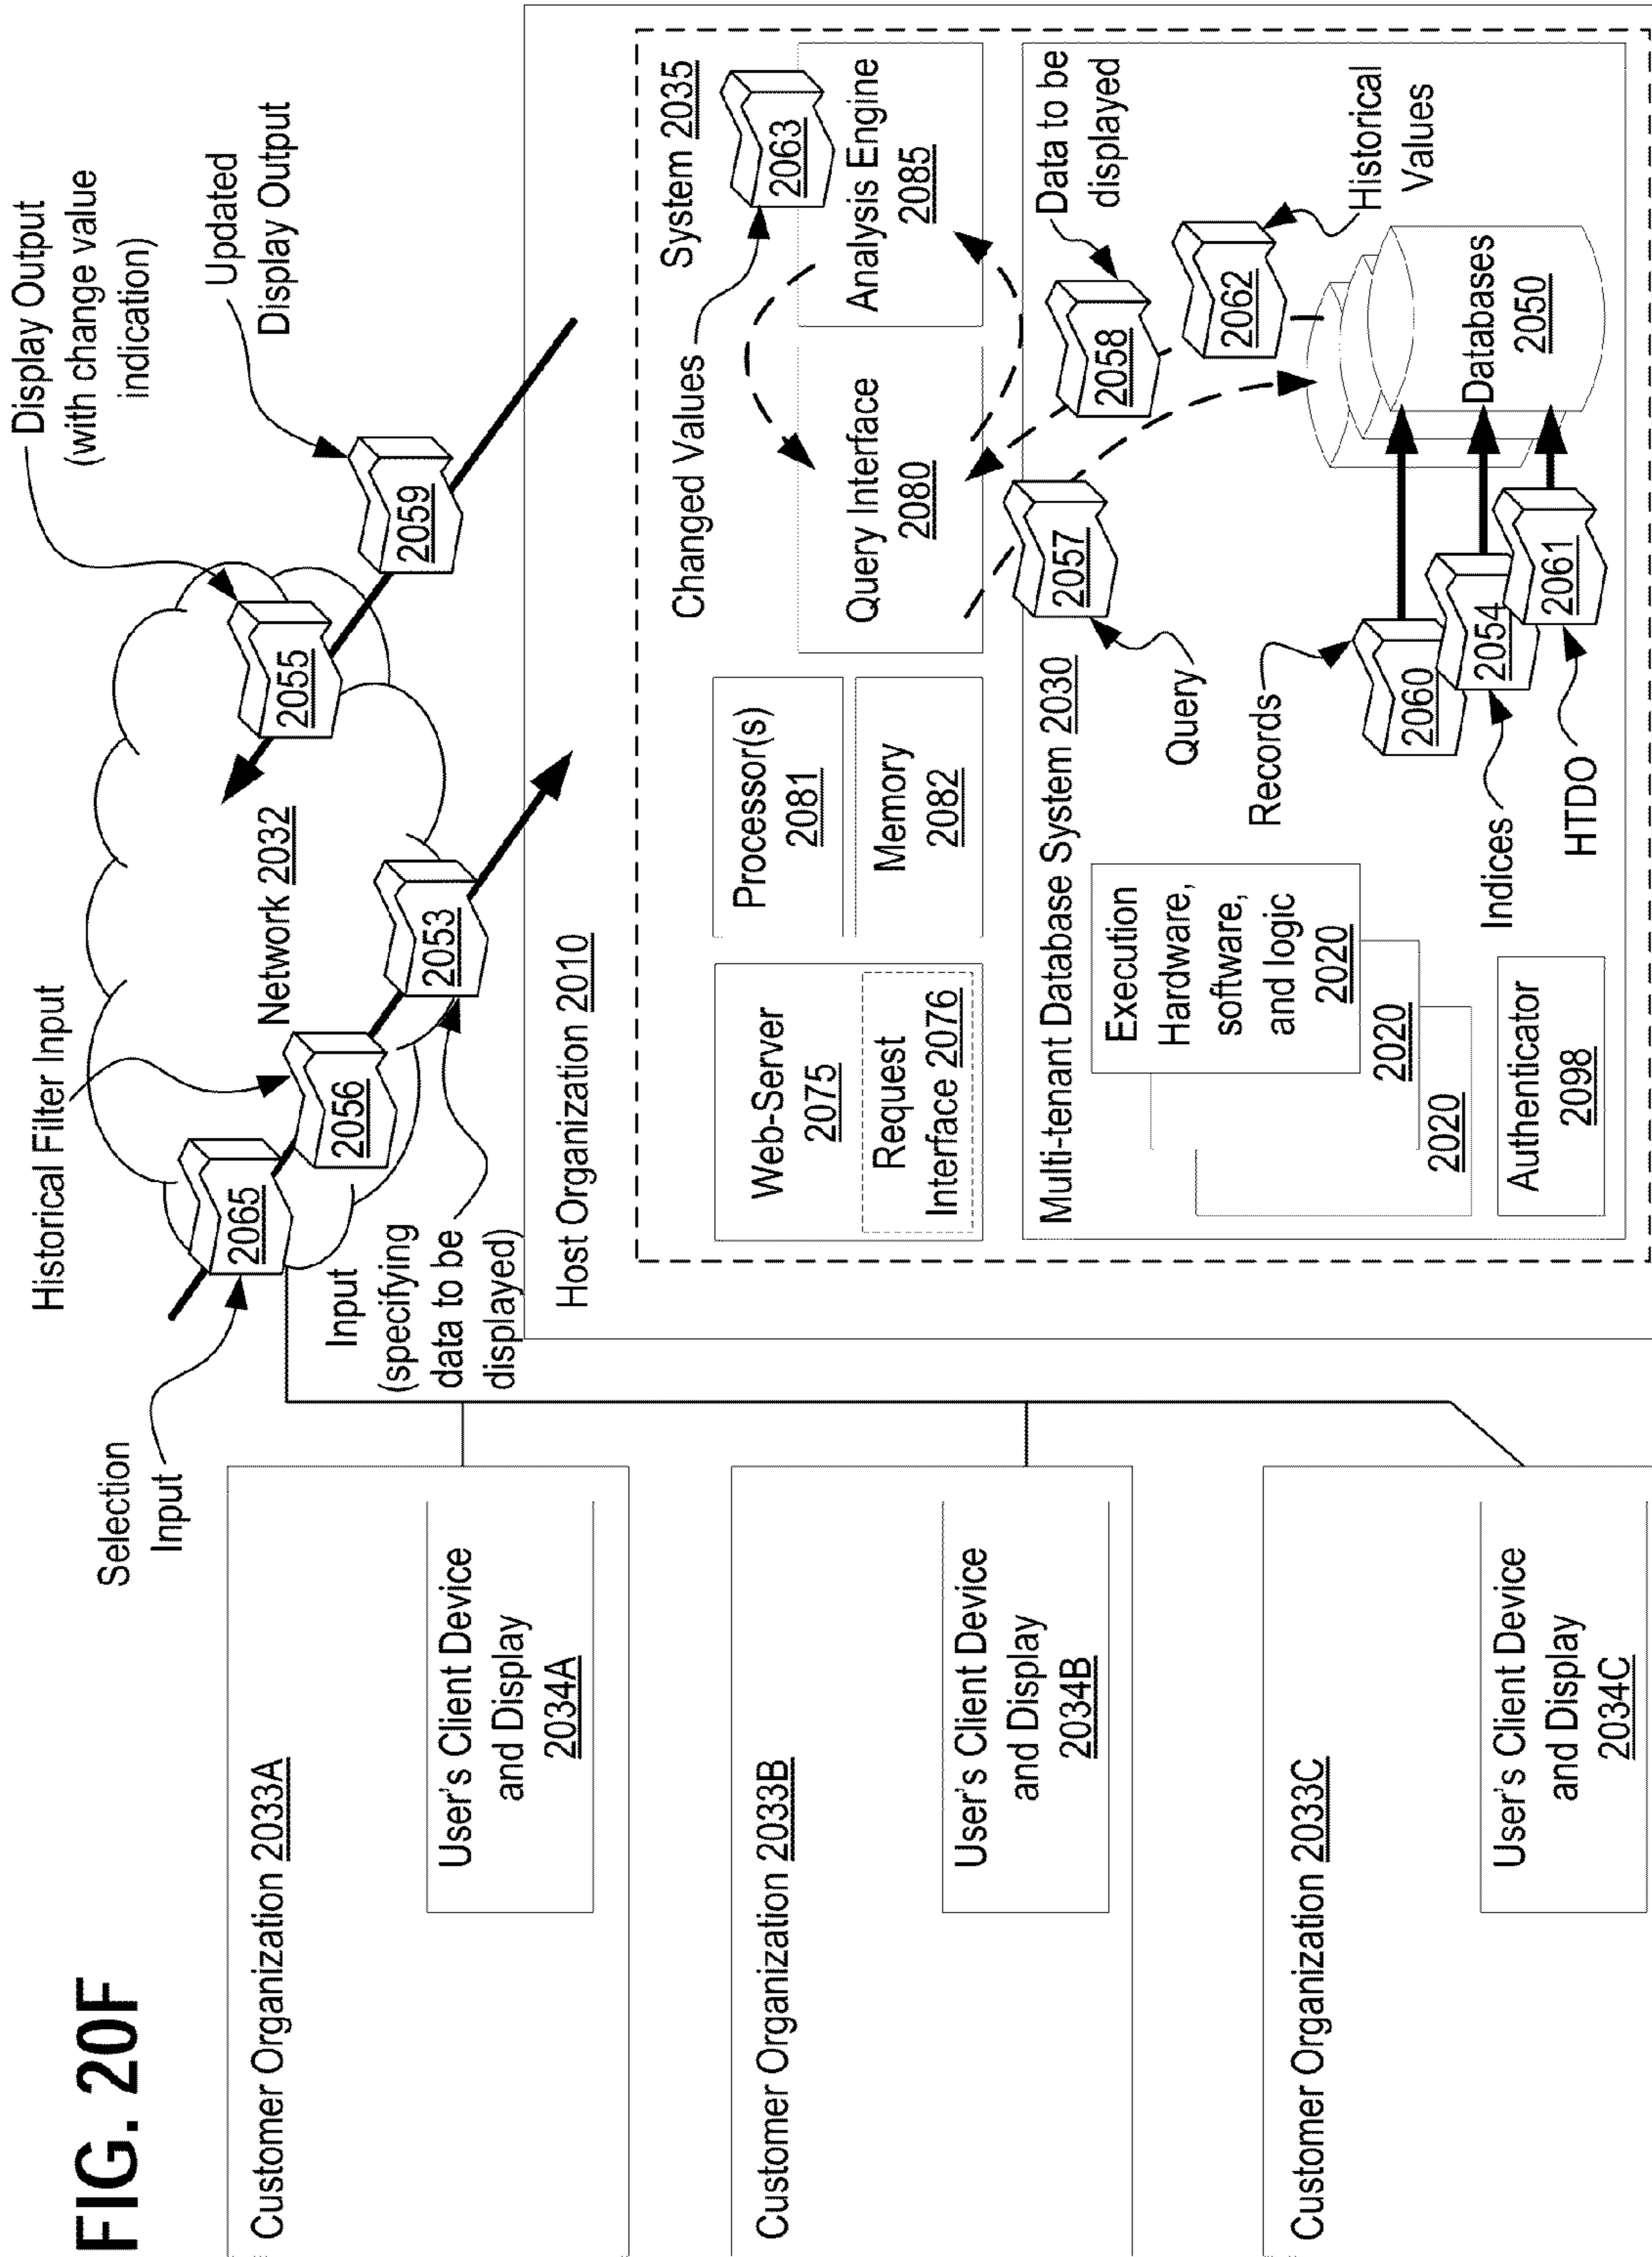 FIG. 20F
Customer Organization 2033A
User's Client Device
and Display
2034A
Customer Organization 2033B
User's Client Device
and Display
2034B
Customer Organization 2033C
User's Client Device
and Display
2034C
Selection
Input
Historical Filter Input
2065
2056
Network 2032
2053
Input
(specifying
data to be
displayed)
2055
2059
Display Output
(with change value
indication)
Updated
Display Output
Host Organization 2010
System 2035
Web-Server
2075
Request
Interface 2076
Processor(s)
2081
Memory
2082
Changed Values
2063
Query Interface
2080
Analysis Engine
2085
Multi-tenant Database System 2030
2057
Query
2058
Data to be
displayed
2062
Historical
Values
Execution
Hardware,
software,
and logic
2020
2020
2020
Authenticator
2098
Records
2060
2054
2061
Indices
HTDO
Databases
2050